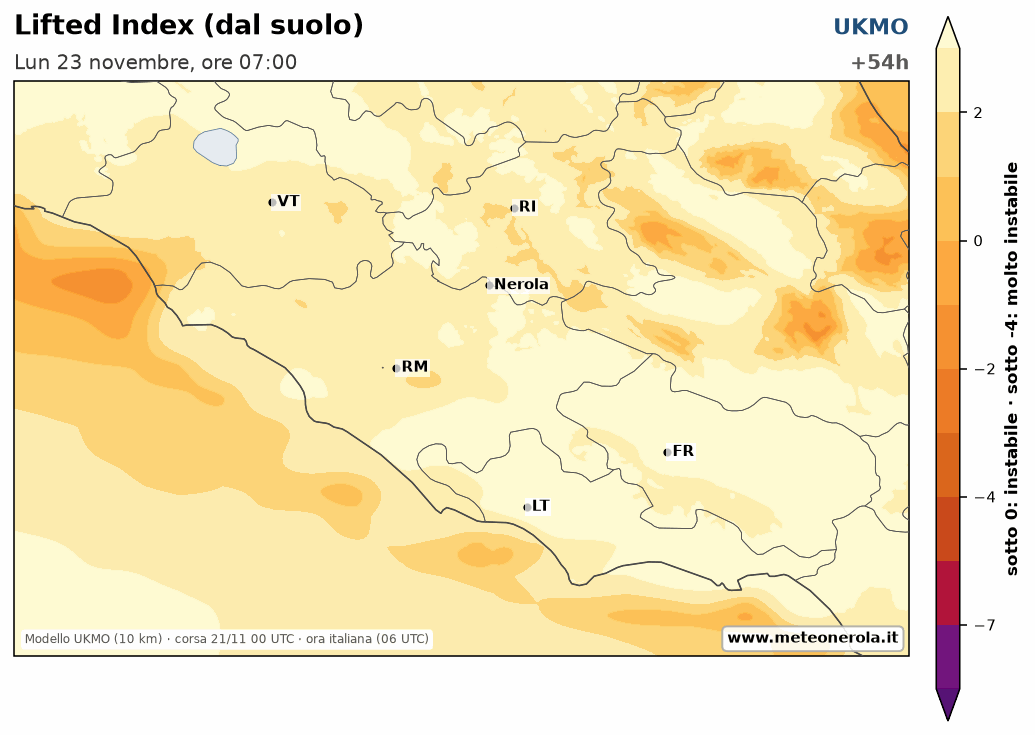 Lifted Index (dal suolo)
UKMO
Lun 23 novembre, ore 07:00
+54h
VT
RI
Nerola
RM
FR
LT
2
0
−2
−4
−7
sotto 0: instabile · sotto -4: molto instabile
Modello UKMO (10 km) · corsa 21/11 00 UTC · ora italiana (06 UTC)
www.meteonerola.it